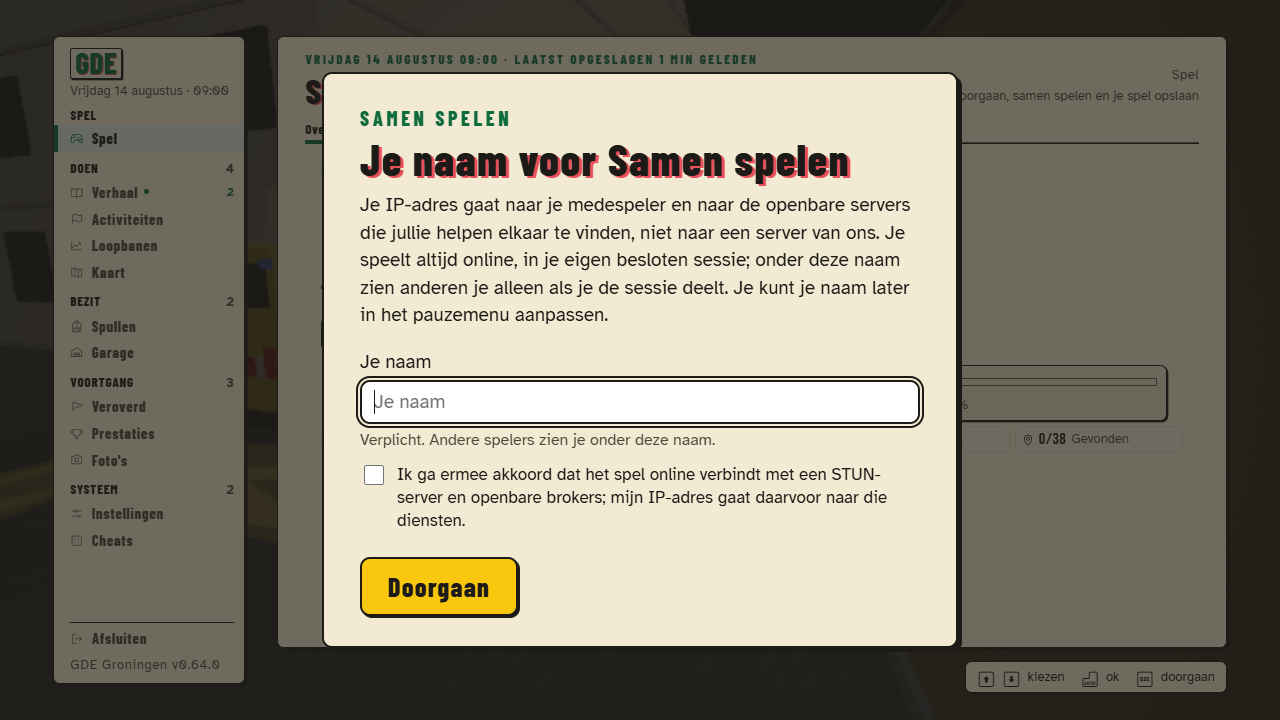 GDE
Vrijdag 14 augustus · 09:00
SPEL
Spel
DOEN 4
Verhaal 2
Activiteiten
Loopbanen
Kaart
BEZIT 2
Spullen
Garage
VOORTGANG 3
Veroverd
Prestaties
Foto's
SYSTEEM 2
Instellingen
Cheats
Afsluiten
GDE Groningen v0.64.0
VRIJDAG 14 AUGUSTUS 09:00 · LAATST OPGESLAGEN 1 MIN GELEDEN
Spel
oorgaan, samen spelen en je spel opslaan
SAMEN SPELEN
Je naam voor Samen spelen
Je IP-adres gaat naar je medespeler en naar de openbare servers
die jullie helpen elkaar te vinden, niet naar een server van ons. Je
speelt altijd online, in je eigen besloten sessie; onder deze naam
zien anderen je alleen als je de sessie deelt. Je kunt je naam later
in het pauzemenu aanpassen.
Je naam
Je naam
Verplicht. Andere spelers zien je onder deze naam.
Ik ga ermee akkoord dat het spel online verbindt met een STUN-
server en openbare brokers; mijn IP-adres gaat daarvoor naar die
diensten.
Doorgaan
%
0/38 Gevonden
kiezen ok doorgaan